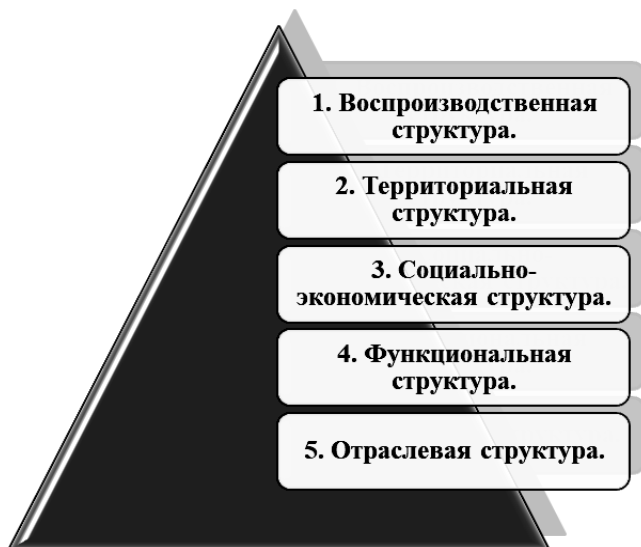 1. Воспроизводственная
структура.
2. Территориальная
структура.
3. Социально-
экономическая структура.
4. Функциональная
структура.
5. Отраслевая структура.